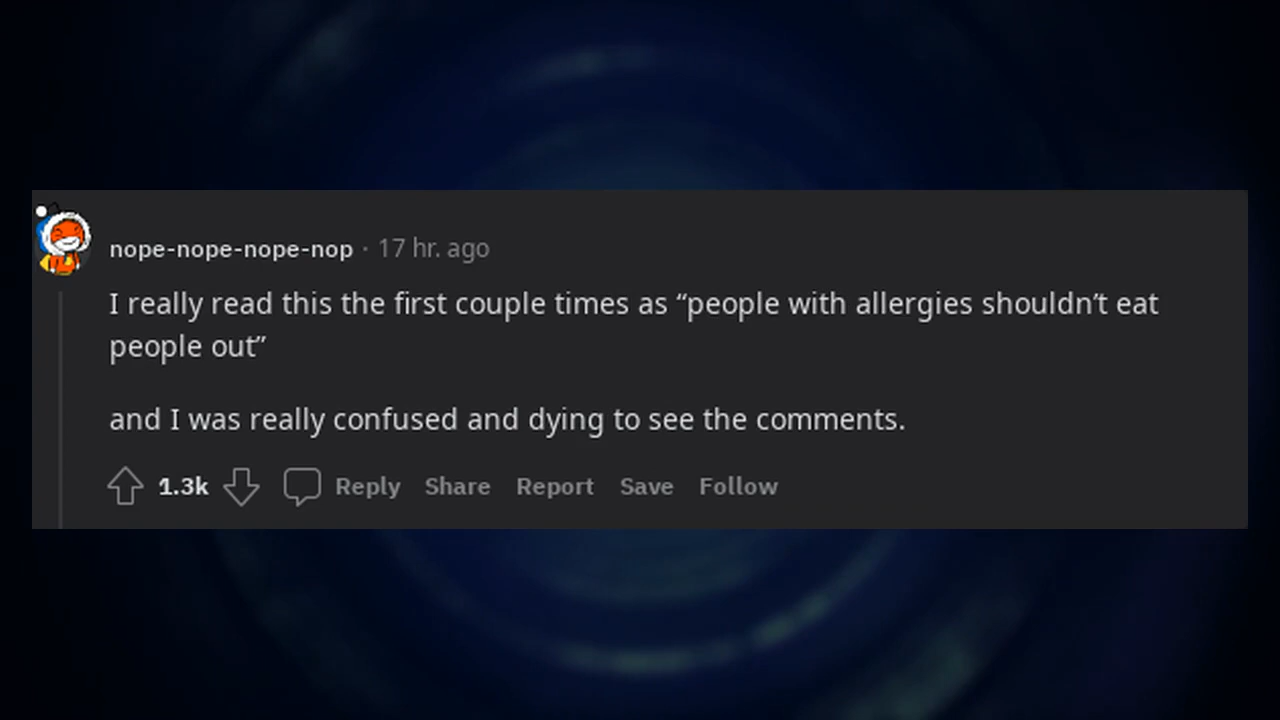 nope-nope-nope-nop · 17 hr. ago
I really read this the first couple times as “people with allergies shouldn’t eat
people out”
and I was really confused and dying to see the comments.
1.3k Reply Share Report Save Follow